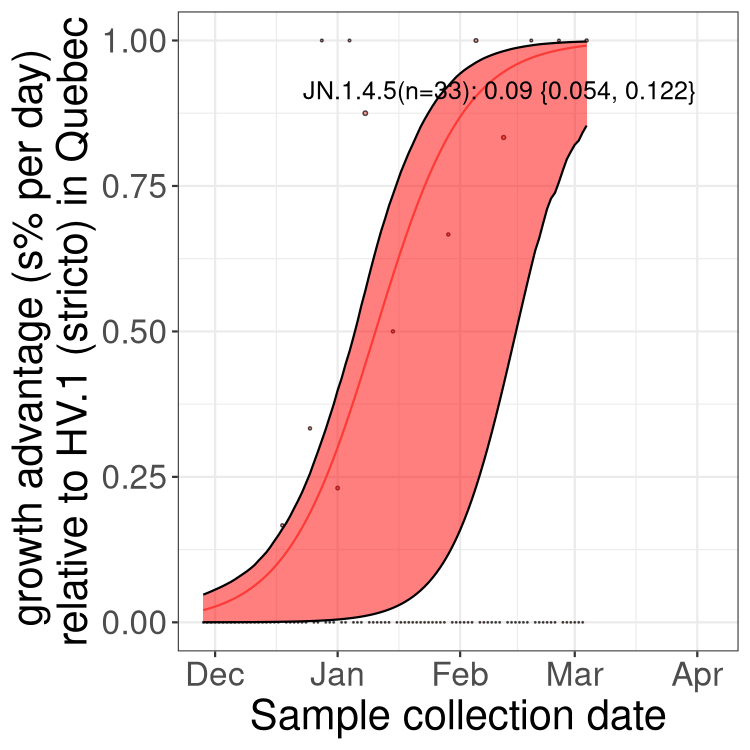 growth advantage (s% per day)
relative to HV.1 (stricto) in Quebec
1.00
0.75
0.50
0.25
0.00
JN.1.4.5(n=33): 0.09 {0.054, 0.122}
Dec Jan Feb Mar Apr
Sample collection date